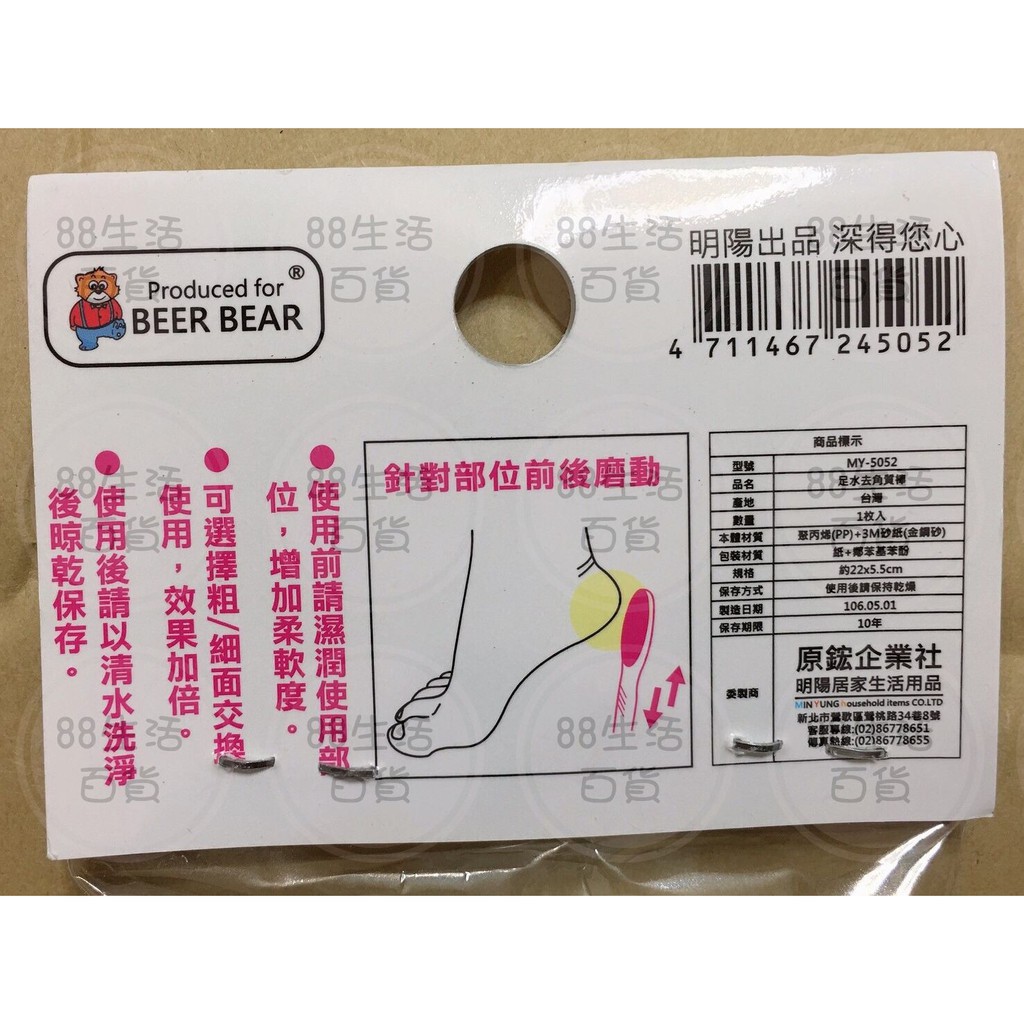 Produced for®
BEER BEAR
明陽出品 深得您心
4 711467 245052
●使用前請濕潤使用部
位，增加柔軟度。
●可選擇粗/細面交換
使用，效果加倍。
●使用後請以清水洗淨
後晾乾保存。
針對部位前後磨動
商品標示
型號 MY-5052
品名 足水去角質棒
產地 台灣
數量 1枚入
本體材質 聚丙烯(PP)+3M砂紙(金鋼砂)
包裝材質 紙+鄰苯基苯酚
規格 約22x5.5cm
保存方式 使用後請保持乾燥
製造日期 106.05.01
保存期限 10年
委製商
原鋐企業社
明陽居家生活用品
MIN YUNG household items CO.LTD
新北市鶯歌區鶯桃路34巷8號
客服專線:(02)86778651
傳真熱線:(02)86778655
88生活
百貨